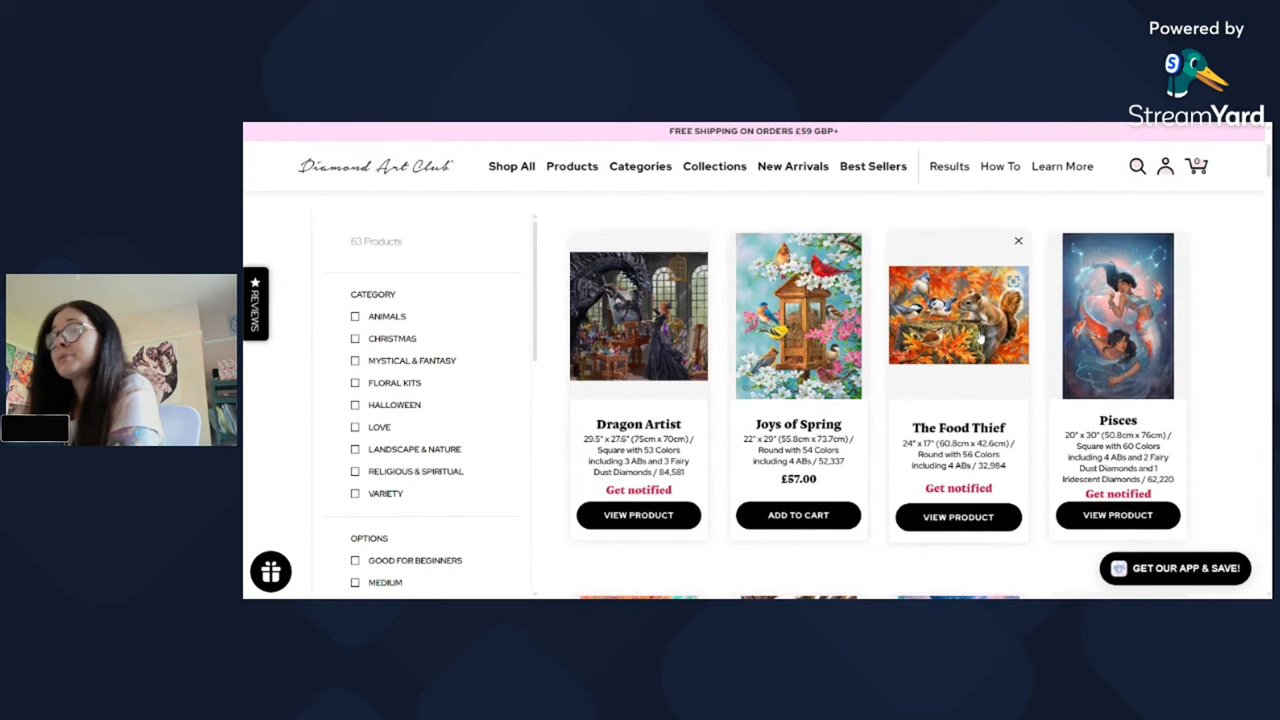 Powered by
S
StreamYard
FREE SHIPPING ON ORDERS £59 GBP+
Diamond Art Club
Shop All Products Categories Collections New Arrivals Best Sellers Results How To Learn More 0
63 Products
★ REVIEWS
CATEGORY
ANIMALS
CHRISTMAS
MYSTICAL & FANTASY
FLORAL KITS
HALLOWEEN
LOVE
LANDSCAPE & NATURE
RELIGIOUS & SPIRITUAL
VARIETY
OPTIONS
GOOD FOR BEGINNERS
MEDIUM
Dragon Artist
29.5" x 27.6" (75cm x 70cm) /
Square with 53 Colors
including 3 ABs and 3 Fairy
Dust Diamonds / 84,581
Get notified
VIEW PRODUCT
Joys of Spring
22" x 29" (55.8cm x 73.7cm) /
Round with 54 Colors
including 4 ABs / 52,337
£57.00
ADD TO CART
The Food Thief
24" x 17" (60.8cm x 42.6cm) /
Round with 56 Colors
including 4 ABs / 32,984
Get notified
VIEW PRODUCT
Pisces
20" x 30" (50.8cm x 76cm) /
Square with 60 Colors
including 4 ABs and 2 Fairy
Dust Diamonds and 1
Iridescent Diamonds / 62,220
Get notified
VIEW PRODUCT
GET OUR APP & SAVE!